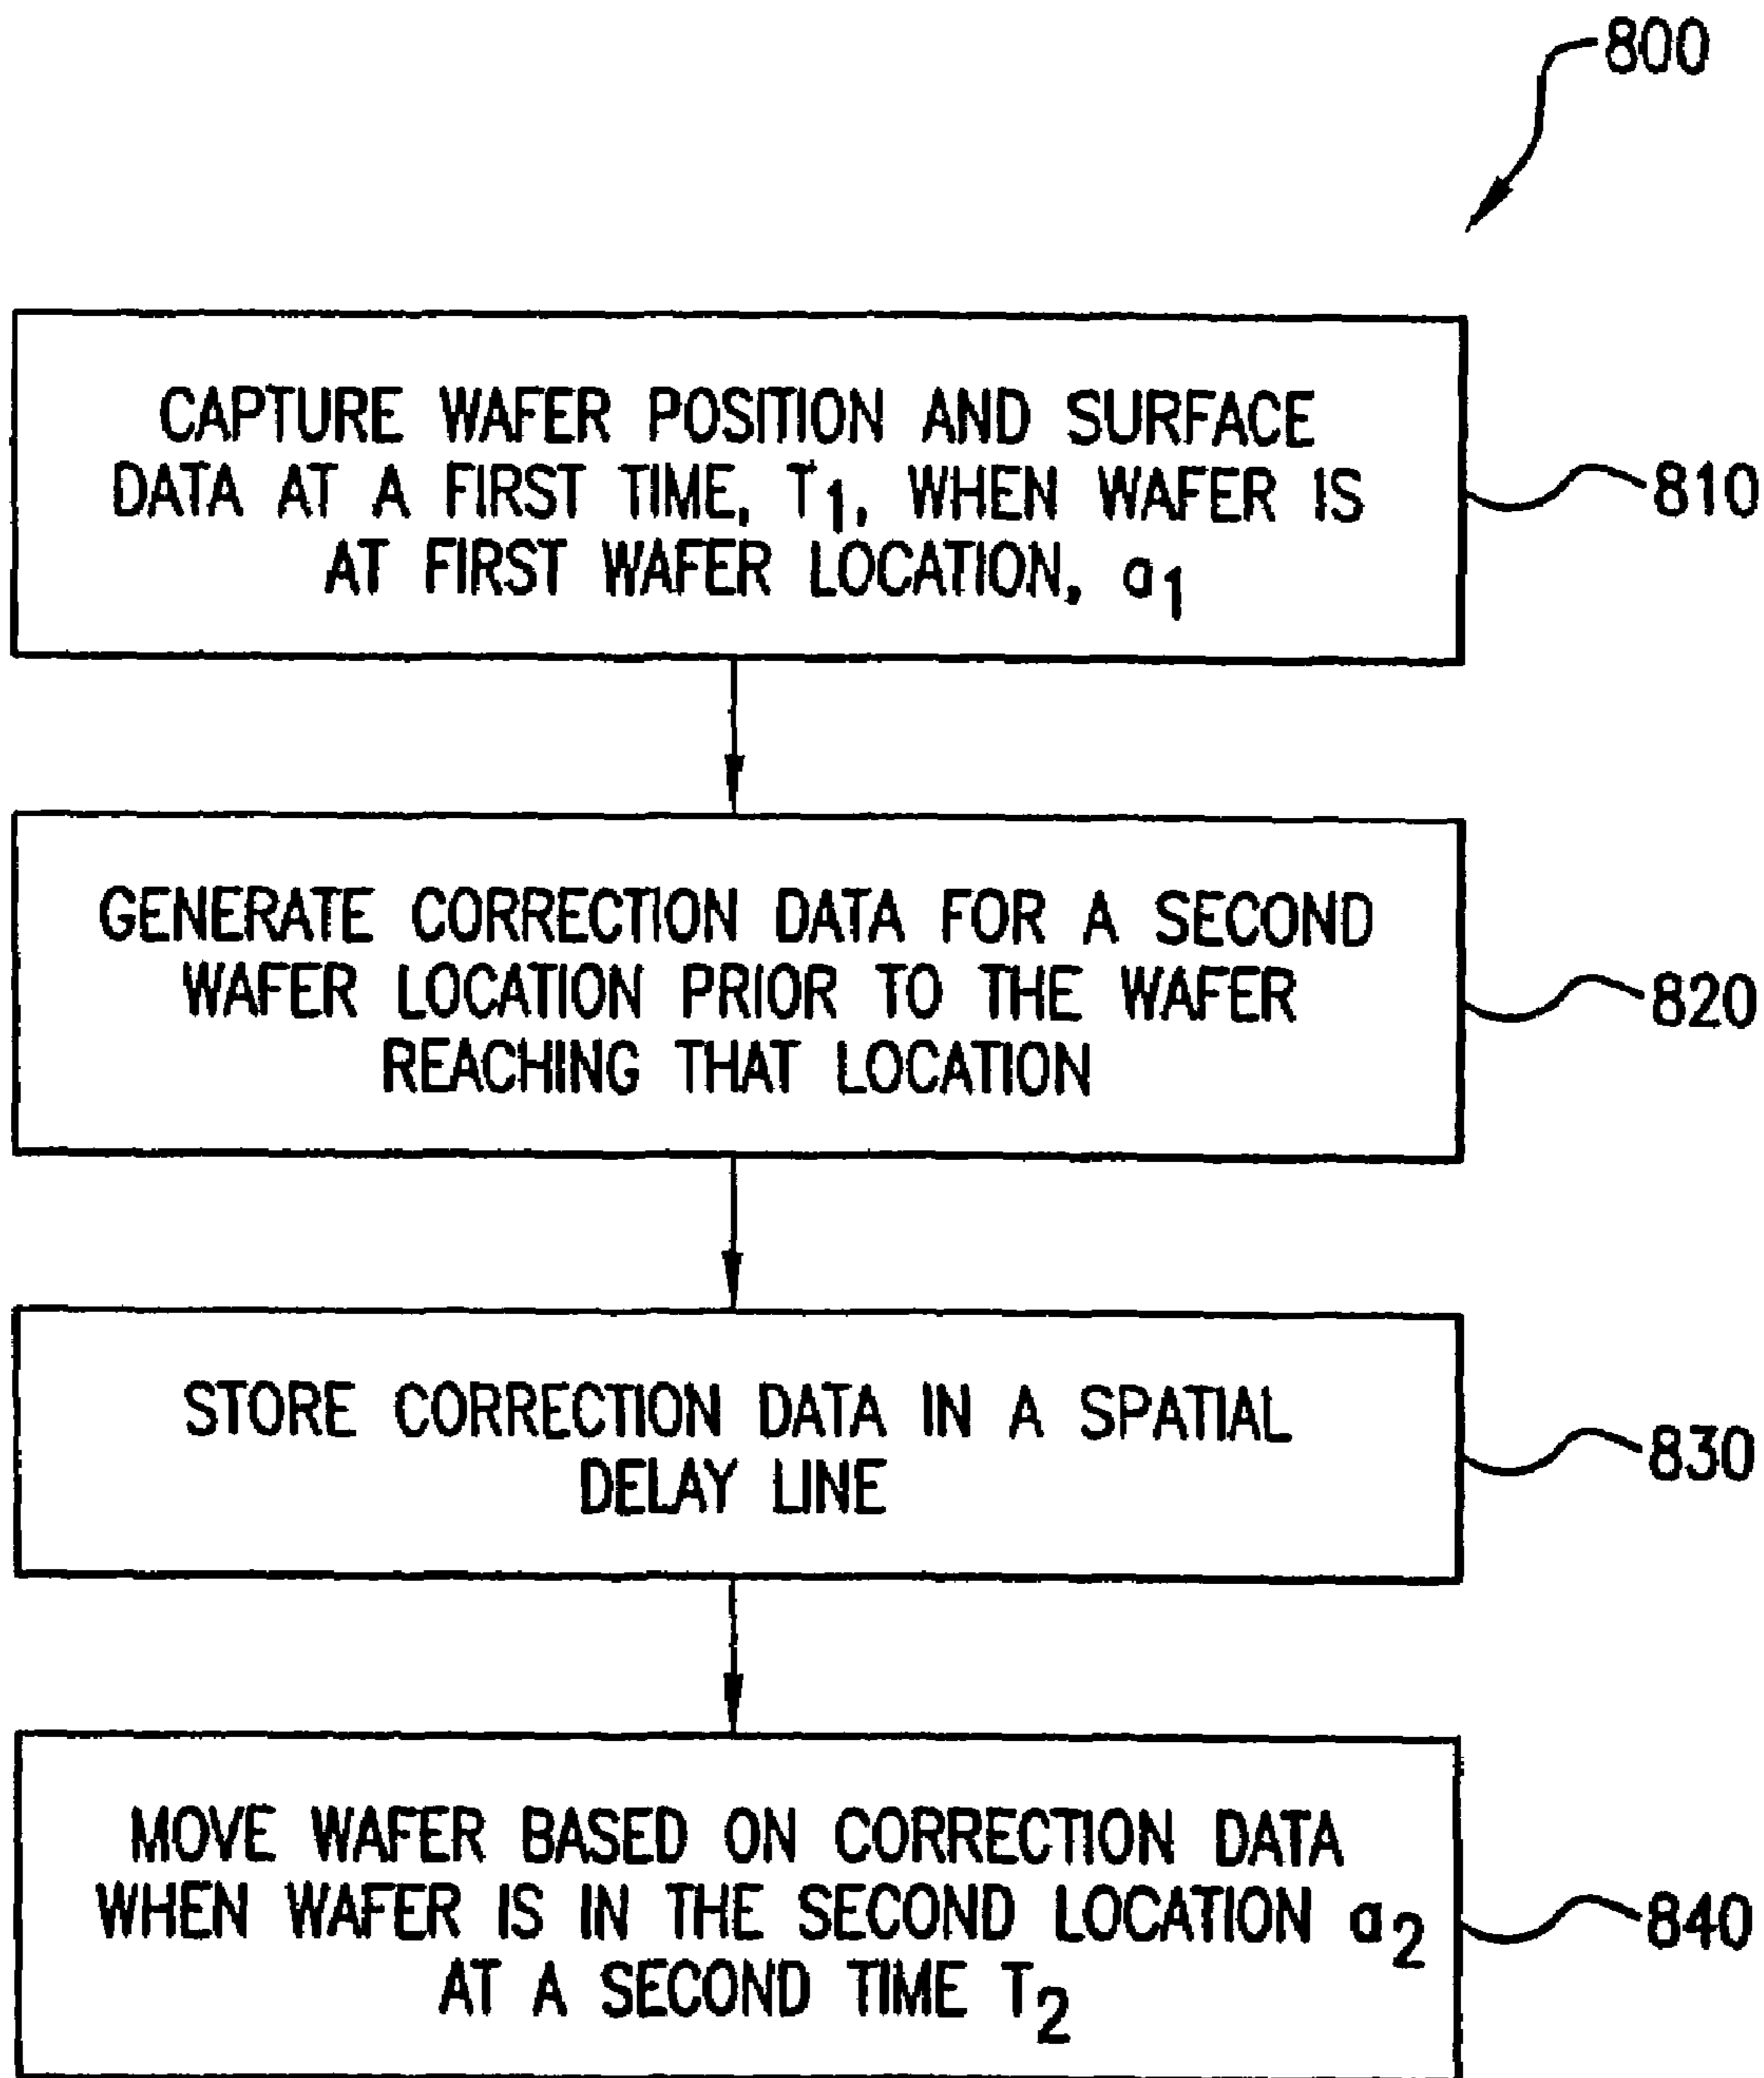 800
CAPTURE WAFER POSITION AND SURFACE
DATA AT A FIRST TIME, T1, WHEN WAFER IS
AT FIRST WAFER LOCATION, a1
810
GENERATE CORRECTION DATA FOR A SECOND
WAFER LOCATION PRIOR TO THE WAFER
REACHING THAT LOCATION
820
STORE CORRECTION DATA IN A SPATIAL
DELAY LINE
830
MOVE WAFER BASED ON CORRECTION DATA
WHEN WAFER IS IN THE SECOND LOCATION a2
AT A SECOND TIME T2
840